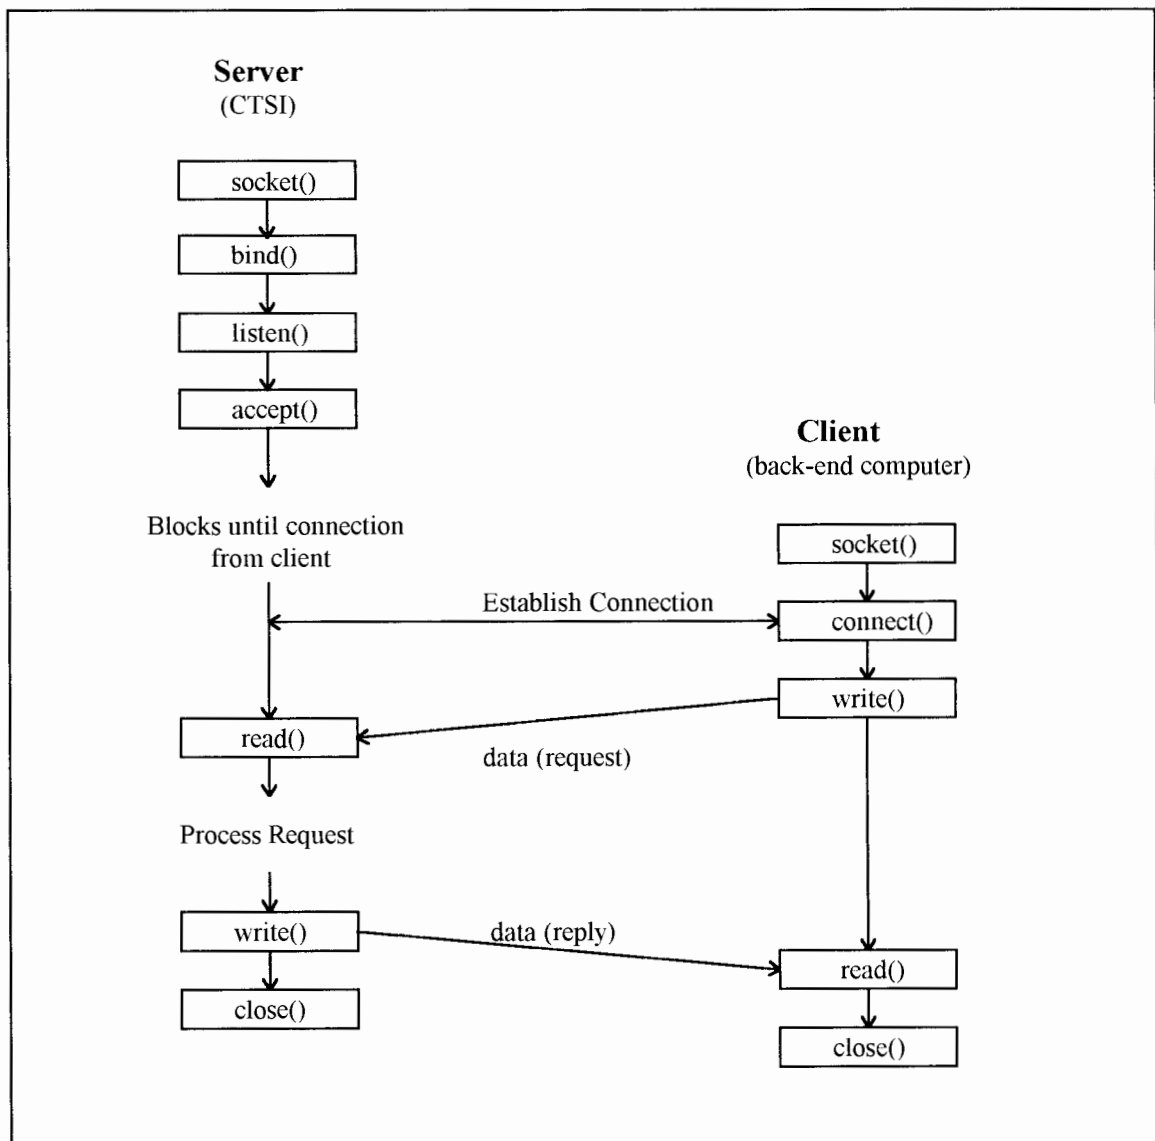 Server
(CTSI)
socket()
bind()
listen()
accept()
Client
(back-end computer)
Blocks until connection
from client
socket()
Establish Connection
connect()
write()
read()
data (request)
Process Request
write()
data (reply)
read()
close()
close()